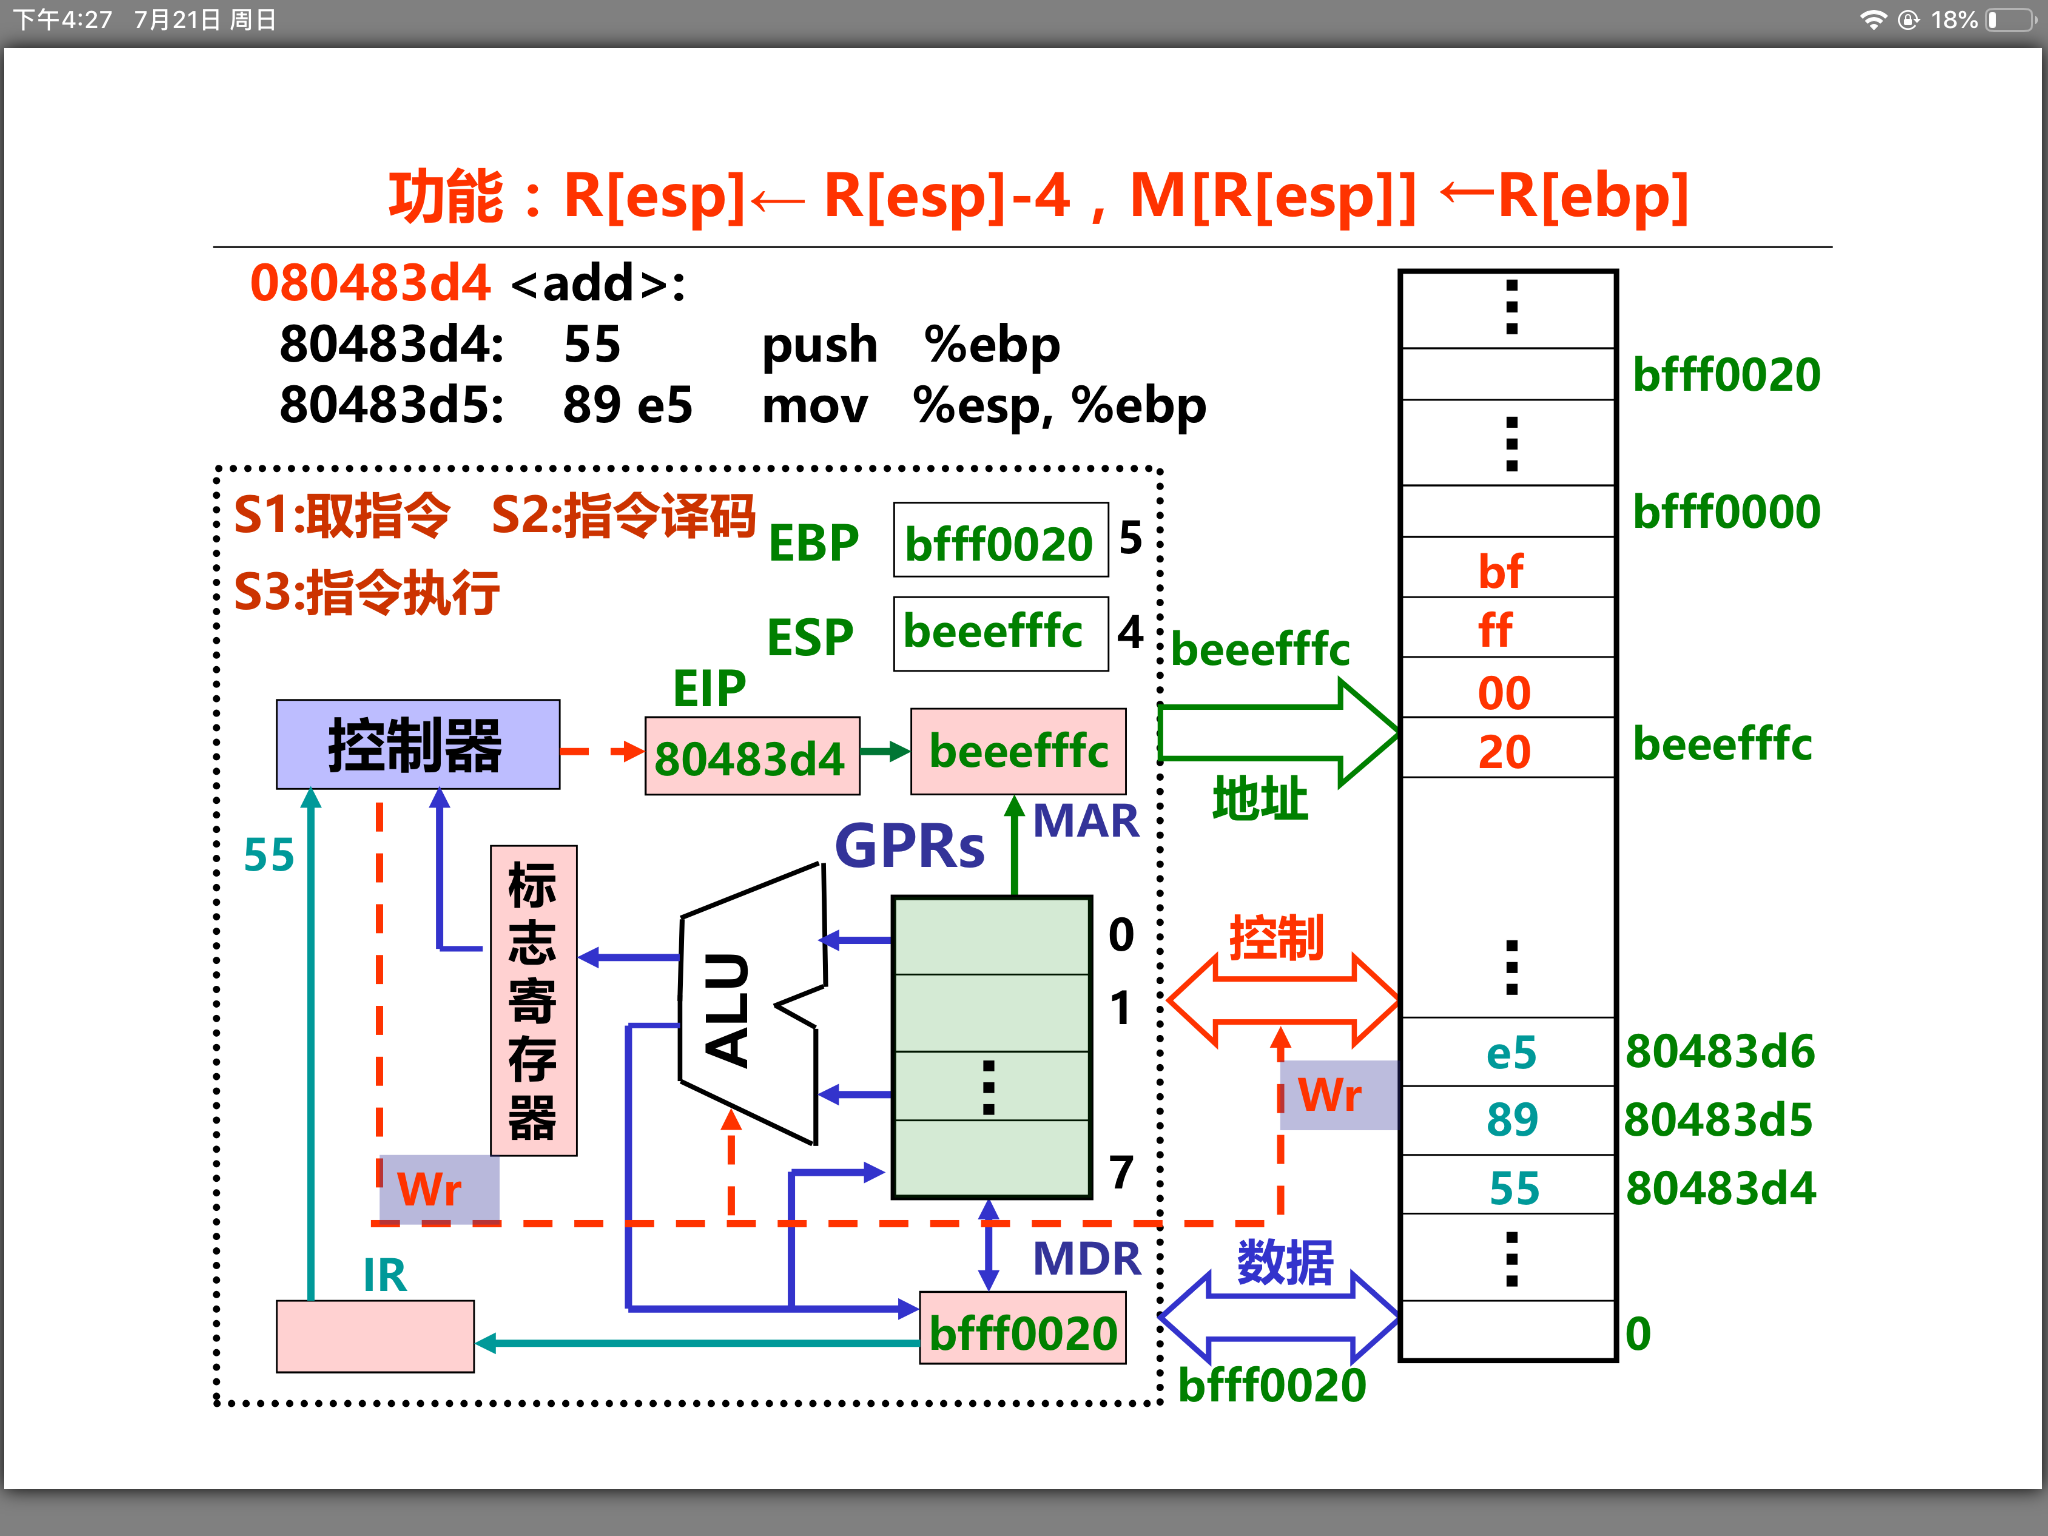 下午4:27 7月21日 周日
18%
功能：R[esp]← R[esp]-4，M[R[esp]] ←R[ebp]
080483d4 <add>:
80483d4: 55 push %ebp
80483d5: 89 e5 mov %esp, %ebp
S1:取指令 S2:指令译码
S3:指令执行
EBP bfff0020 5
ESP beeefffc 4
EIP
控制器
80483d4
beeefffc
MAR
GPRs
55
标志寄存器
ALU
0
1
⋮
7
Wr
IR
MDR
bfff0020
beeefffc
地址
控制
Wr
数据
bfff0020
⋮
bfff0020
⋮
bfff0000
bf
ff
00
20 beeefffc
⋮
e5 80483d6
89 80483d5
55 80483d4
⋮
0